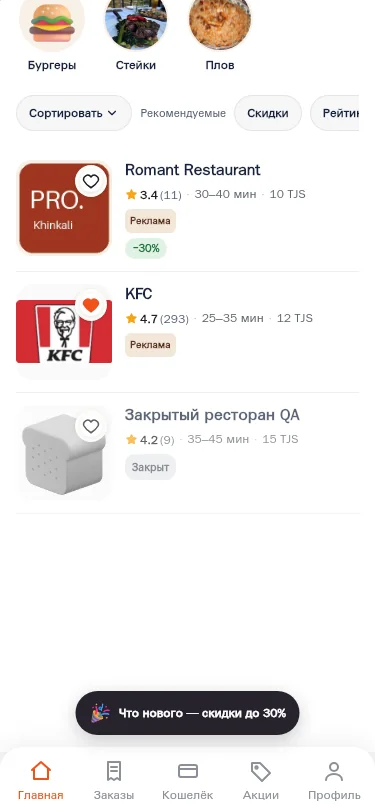 Бургеры
Стейки
Плов
Сортировать
Рекомендуемые
Скидки
Рейтин
PRO.
Khinkali
Romant Restaurant
3.4 (11) · 30–40 мин · 10 TJS
Реклама
−30%
KFC
KFC
4.7 (293) · 25–35 мин · 12 TJS
Реклама
Закрытый ресторан QA
4.2 (9) · 35–45 мин · 15 TJS
Закрыт
Что нового — скидки до 30%
Главная
Заказы
Кошелёк
Акции
Профиль